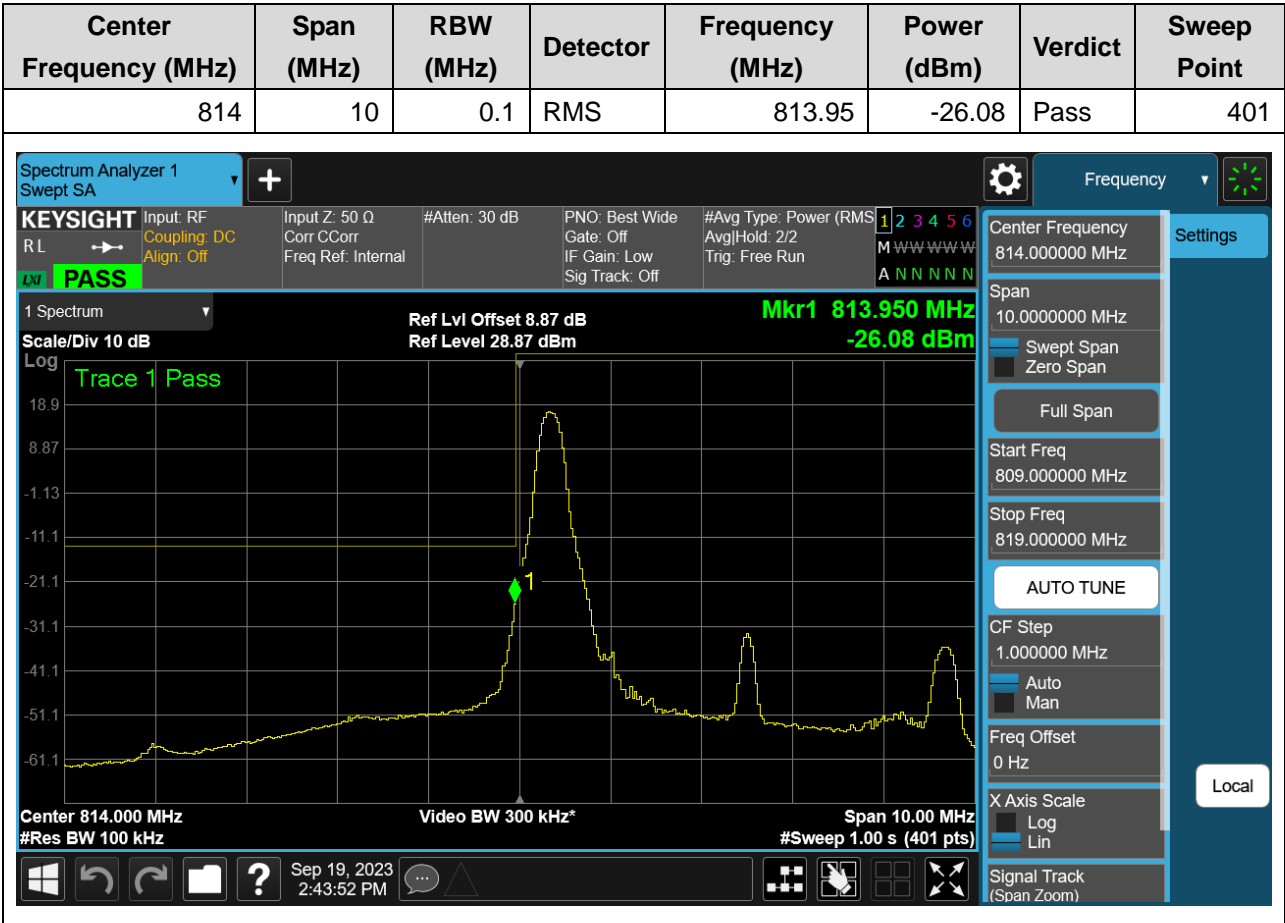 Center Frequency (MHz) Span (MHz) RBW (MHz) Detector Frequency (MHz) Power (dBm) Verdict Sweep Point
814 10 0.1 RMS 813.95 -26.08 Pass 401
Spectrum Analyzer 1
Swept SA
Frequency
KEYSIGHT
R L
LXI PASS
Input: RF
Coupling: DC
Align: Off
Input Z: 50 Ω
Corr CCorr
Freq Ref: Internal
#Atten: 30 dB
PNO: Best Wide
Gate: Off
IF Gain: Low
Sig Track: Off
#Avg Type: Power (RMS
Avg|Hold: 2/2
Trig: Free Run
1 2 3 4 5 6
M W W W W W
A N N N N N
1 Spectrum
Scale/Div 10 dB
Ref Lvl Offset 8.87 dB
Ref Level 28.87 dBm
Mkr1 813.950 MHz
-26.08 dBm
Log
Trace 1 Pass
18.9
8.87
-1.13
-11.1
-21.1
-31.1
-41.1
-51.1
-61.1
1
Center 814.000 MHz
#Res BW 100 kHz
Video BW 300 kHz*
Span 10.00 MHz
#Sweep 1.00 s (401 pts)
Center Frequency
814.000000 MHz
Settings
Span
10.0000000 MHz
Swept Span
Zero Span
Full Span
Start Freq
809.000000 MHz
Stop Freq
819.000000 MHz
AUTO TUNE
CF Step
1.000000 MHz
Auto
Man
Freq Offset
0 Hz
X Axis Scale
Log
Lin
Local
Signal Track
(Span Zoom)
?
Sep 19, 2023
2:43:52 PM